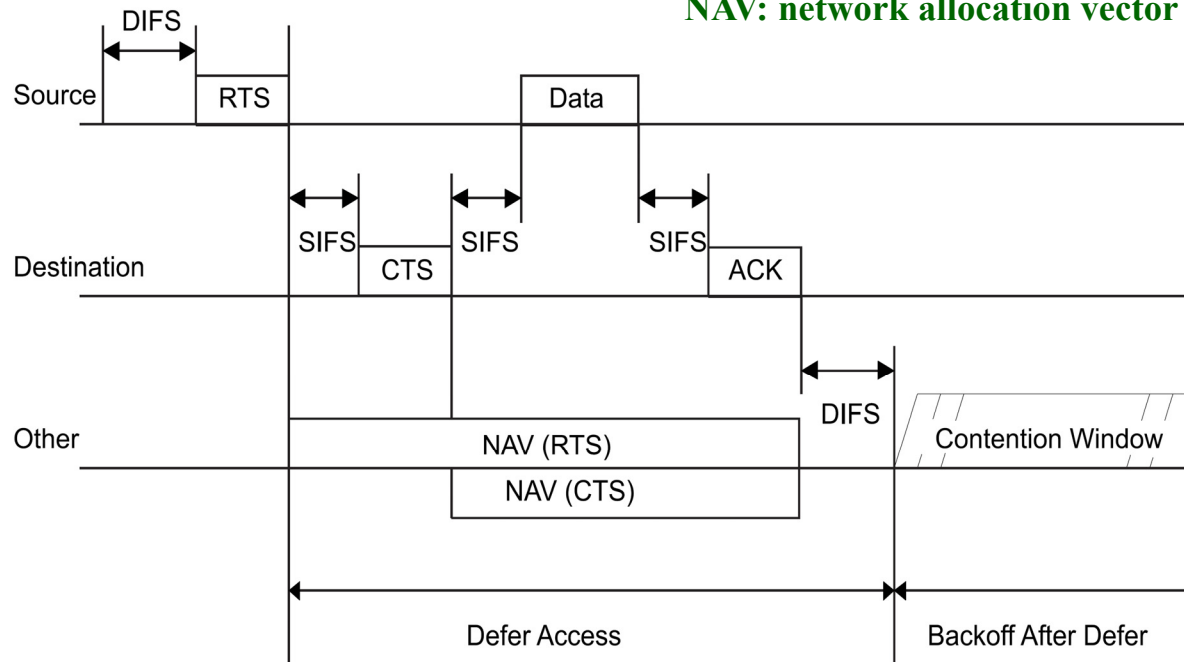 NAV: network allocation vector
DIFS
Source
RTS
Data
SIFS
SIFS
SIFS
Destination
CTS
ACK
DIFS
Other
NAV (RTS)
Contention Window
NAV (CTS)
Defer Access
Backoff After Defer